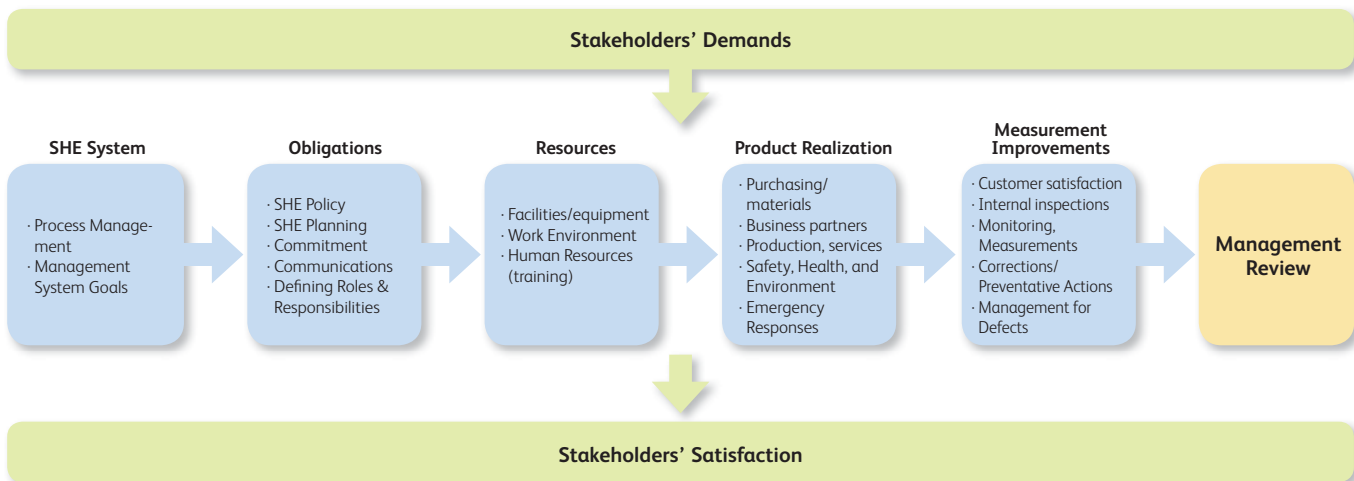 Stakeholders’ Demands
SHE System
· Process Manage-
ment
· Management
System Goals
Obligations
· SHE Policy
· SHE Planning
· Commitment
· Communications
· Defining Roles &
Responsibilities
Resources
· Facilities/equipment
· Work Environment
· Human Resources
(training)
Product Realization
· Purchasing/
materials
· Business partners
· Production, services
· Safety, Health, and
Environment
· Emergency
Responses
Measurement
Improvements
· Customer satisfaction
· Internal inspections
· Monitoring,
Measurements
· Corrections/
Preventative Actions
· Management for
Defects
Management
Review
Stakeholders’ Satisfaction